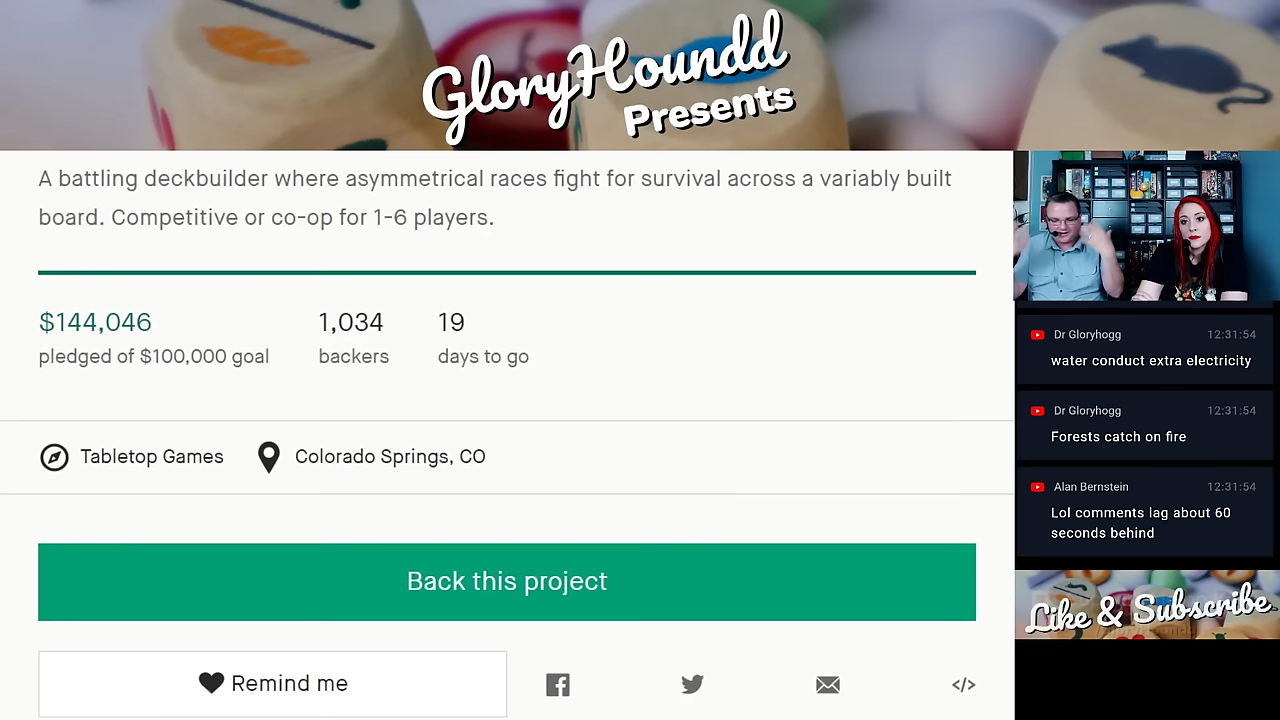 GloryHoundd
Presents
A battling deckbuilder where asymmetrical races fight for survival across a variably built
board. Competitive or co-op for 1-6 players.
$144,046
pledged of $100,000 goal
1,034
backers
19
days to go
Tabletop Games
Colorado Springs, CO
Back this project
Remind me
Dr Gloryhogg 12:31:54
water conduct extra electricity
Dr Gloryhogg 12:31:54
Forests catch on fire
Alan Bernstein 12:31:54
Lol comments lag about 60
seconds behind
Like & Subscribe